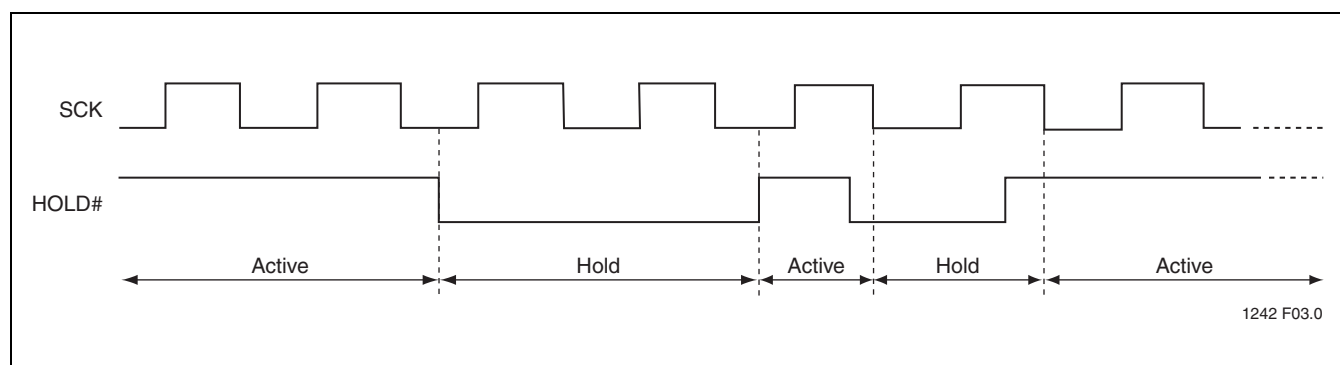 SCK
HOLD#
Active Hold Active Hold Active
1242 F03.0